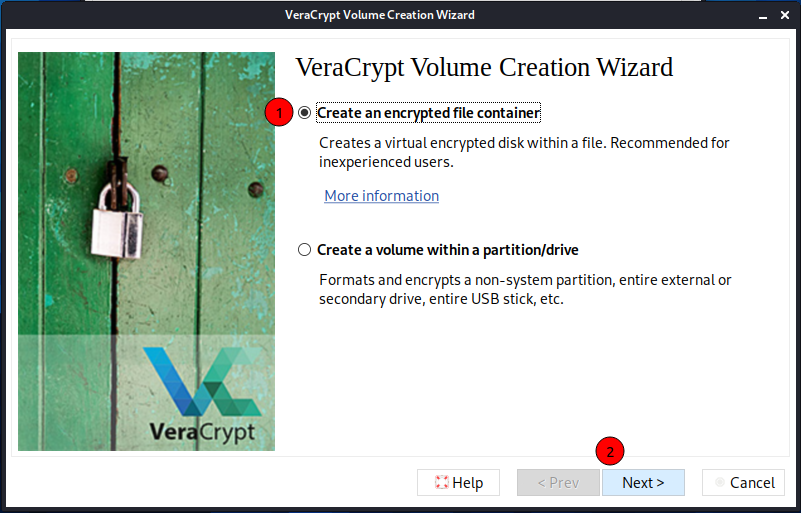 VeraCrypt Volume Creation Wizard
VeraCrypt Volume Creation Wizard
1
Create an encrypted file container
Creates a virtual encrypted disk within a file. Recommended for
inexperienced users.
More information
Create a volume within a partition/drive
Formats and encrypts a non-system partition, entire external or
secondary drive, entire USB stick, etc.
VeraCrypt
2
Help
< Prev
Next >
Cancel